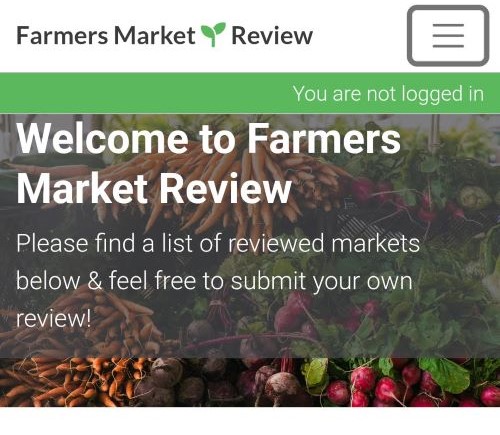 Farmers Market Review
You are not logged in
Welcome to Farmers
Market Review
Please find a list of reviewed markets
below & feel free to submit your own
review!